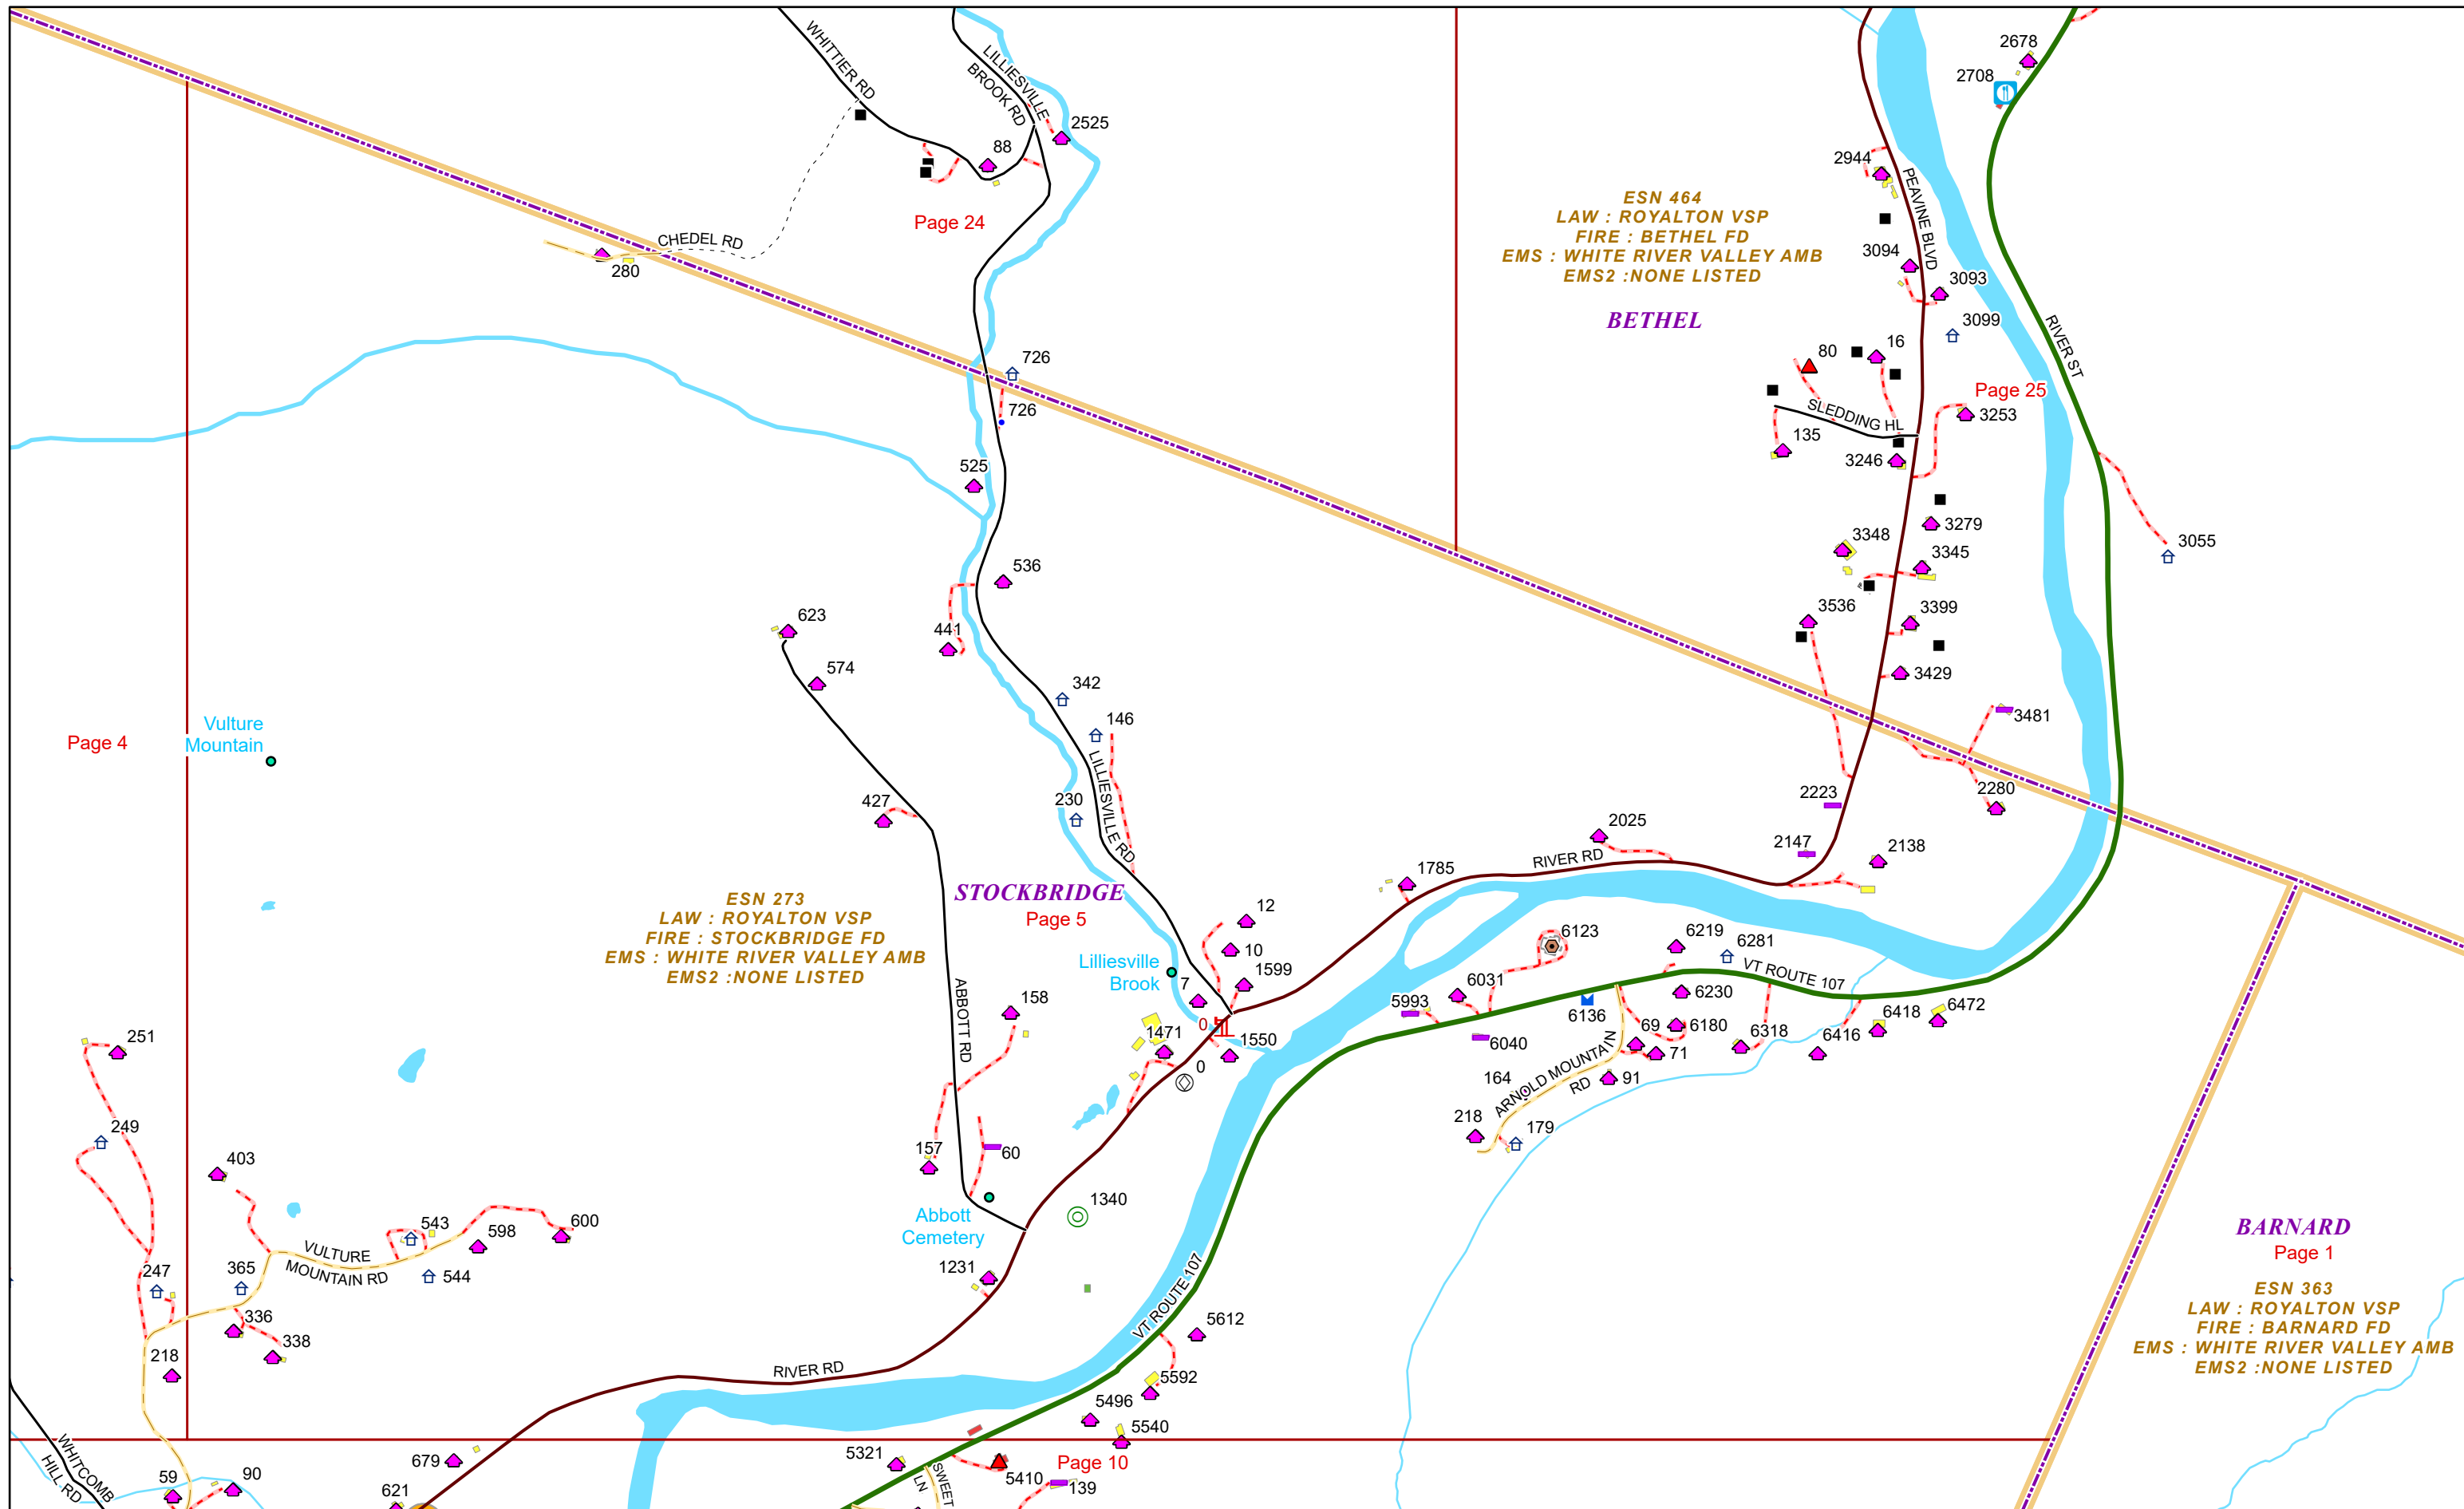 WHITTIER RD
LILLIESVILLE
BROOK RD
2678
2708
2525
88
2944
PEAVINE BLVD
Page 24
ESN 464
LAW : ROYALTON VSP
FIRE : BETHEL FD
EMS : WHITE RIVER VALLEY AMB
EMS2 :NONE LISTED
CHEDEL RD
280
3094
3093
BETHEL
3099
RIVER ST
726
80
16
Page 25
726
SLEDDING HL
3253
135
3246
525
3279
3348
3345
3055
536
3536
3399
623
441
574
3429
342
3481
146
Vulture
Mountain
Page 4
LILLIESVILLE RD
427
230
2223
2280
2025
2147
2138
RIVER RD
1785
STOCKBRIDGE
Page 5
ESN 273
LAW : ROYALTON VSP
FIRE : STOCKBRIDGE FD
EMS : WHITE RIVER VALLEY AMB
EMS2 :NONE LISTED
12
10
1599
Lilliesville
Brook
7
6123
6219
6281
VT ROUTE 107
6031
5993
6136
6230
6418
6472
ABBOTT RD
158
0
1471
1550
0
6040
69
6180
71
6318
6416
ARNOLD MOUNTAIN
RD
164
91
218
179
251
249
403
157
60
1340
Abbott
Cemetery
543
598
600
VULTURE
MOUNTAIN RD
544
247
365
336
338
218
1231
VT ROUTE 107
5612
BARNARD
Page 1
ESN 363
LAW : ROYALTON VSP
FIRE : BARNARD FD
EMS : WHITE RIVER VALLEY AMB
EMS2 :NONE LISTED
RIVER RD
5592
5496
5540
WHITCOMB
HILL RD
679
5321
Page 10
59
90
621
SWEET
LN
5410
139